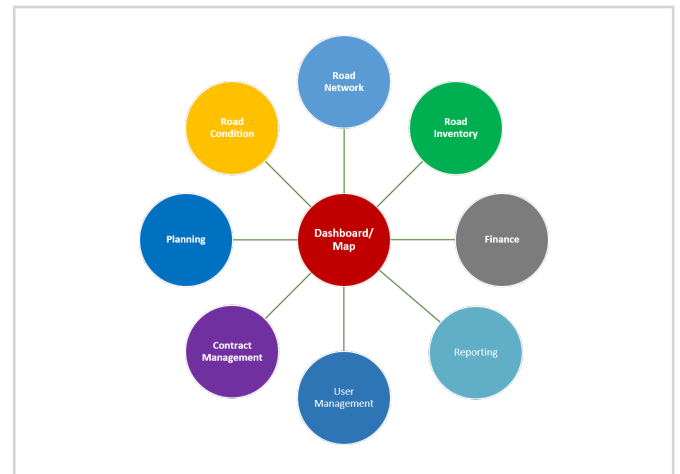 Road
Network
Road
Condition
Road
Inventory
Planning
Dashboard/
Map
Finance
Contract
Management
Reporting
User
Management